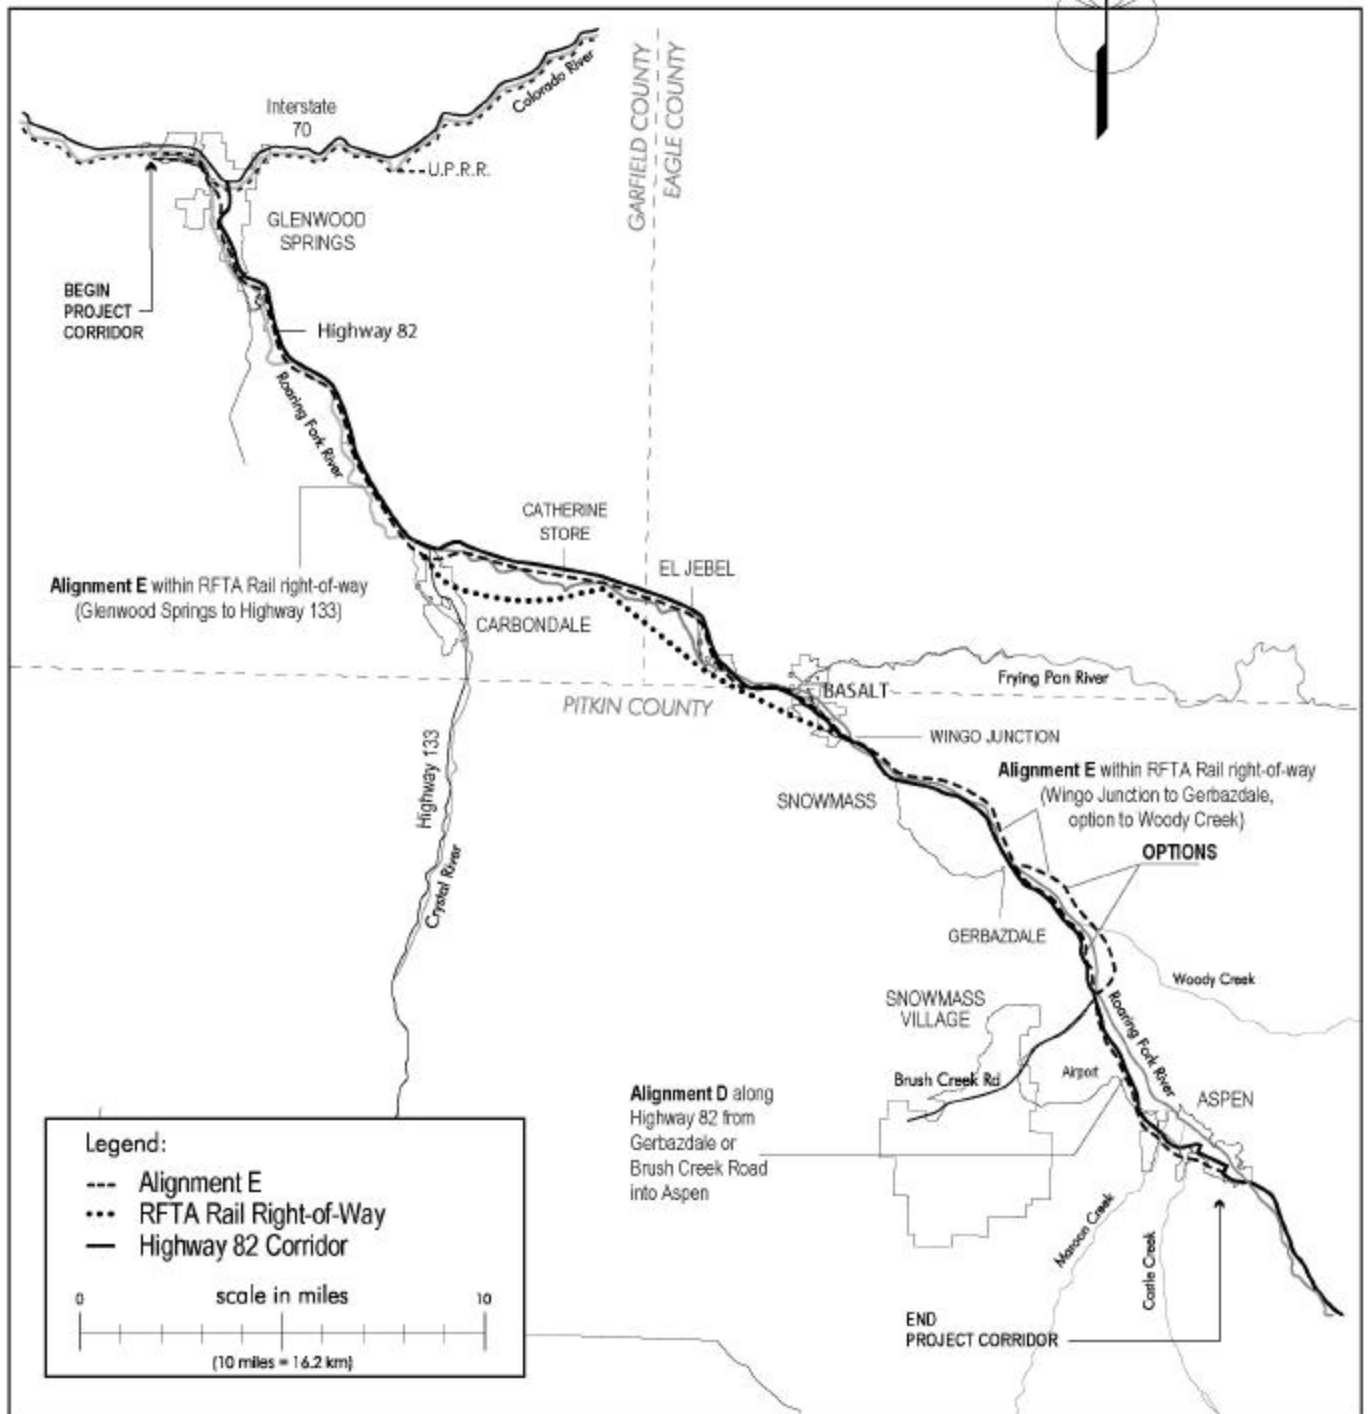 Colorado River
Interstate
70
GARFIELD COUNTY
EAGLE COUNTY
U.P.R.R.
GLENWOOD
SPRINGS
BEGIN
PROJECT
CORRIDOR
Highway 82
Roaring Fork River
CATHERINE
STORE
EL JEBEL
Alignment E within RFTA Rail right-of-way
(Glenwood Springs to Highway 133)
CARBONDALE
PITKIN COUNTY
BASALT
Frying Pan River
WINGO JUNCTION
Highway 133
SNOWMASS
Alignment E within RFTA Rail right-of-way
(Wingo Junction to Gerbazdale,
option to Woody Creek)
OPTIONS
Crystal River
GERBAZDALE
Woody Creek
SNOWMASS
VILLAGE
Roaring Fork River
Brush Creek Rd
Airport
ASPEN
Alignment D along
Highway 82 from
Gerbazdale or
Brush Creek Road
into Aspen
Maroon Creek
Castle Creek
END
PROJECT CORRIDOR
Legend:
Alignment E
RFTA Rail Right-of-Way
Highway 82 Corridor
0 scale in miles 10
(10 miles = 16.2 km)